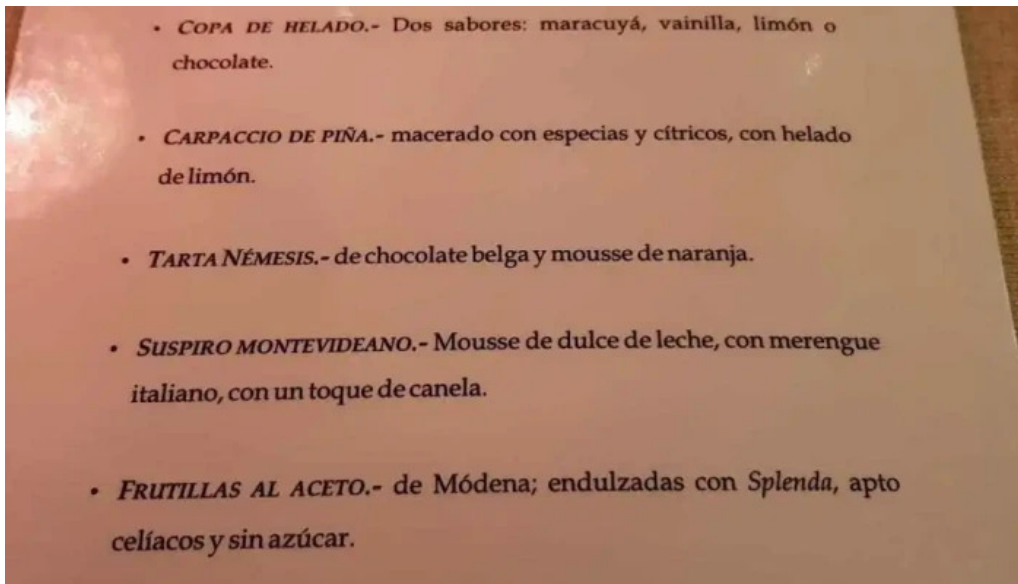 • COPA DE HELADO.- Dos sabores: maracuyá, vainilla, limón o
chocolate.
• CARPACCIO DE PIÑA.- macerado con especias y cítricos, con helado
de limón.
• TARTA NÉMESIS.- de chocolate belga y mousse de naranja.
• SUSPIRO MONTEVIDEANO.- Mousse de dulce de leche, con merengue
italiano, con un toque de canela.
• FRUTILLAS AL ACETO.- de Módena; endulzadas con Splenda, apto
celíacos y sin azúcar.